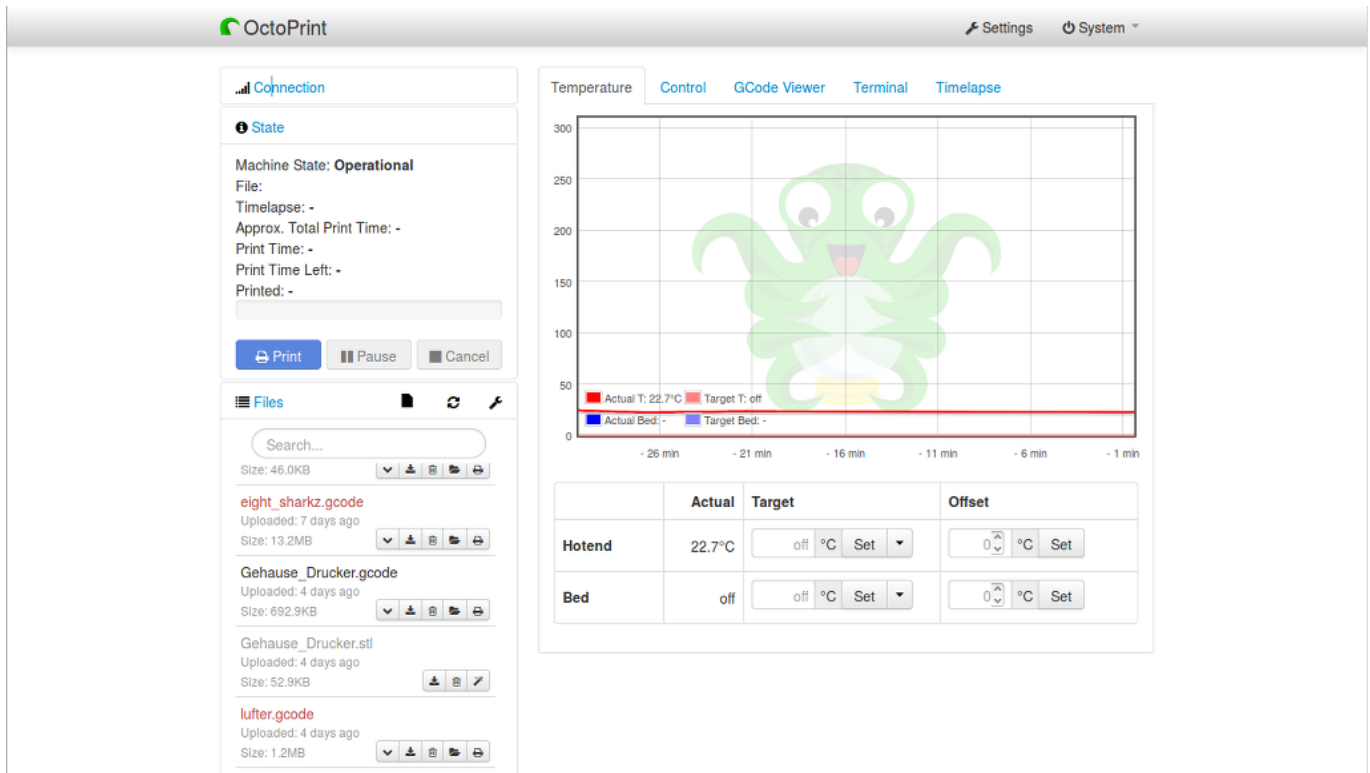 OctoPrint
Settings
System
Connection
State
Machine State: Operational
File:
Timelapse: -
Approx. Total Print Time: -
Print Time: -
Print Time Left: -
Printed: -
Print
Pause
Cancel
Files
Search...
Size: 46.0KB
eight_sharkz.gcode
Uploaded: 7 days ago
Size: 13.2MB
Gehause_Drucker.gcode
Uploaded: 4 days ago
Size: 692.9KB
Gehause_Drucker.stl
Uploaded: 4 days ago
Size: 52.9KB
lufter.gcode
Uploaded: 4 days ago
Size: 1.2MB
Temperature Control GCode Viewer Terminal Timelapse
300
250
200
150
100
50
0
Actual T: 22.7°C Target T: off
Actual Bed: - Target Bed: -
- 26 min - 21 min - 16 min - 11 min - 6 min - 1 min
Actual Target Offset
Hotend 22.7°C off °C Set 0 °C Set
Bed off off °C Set 0 °C Set